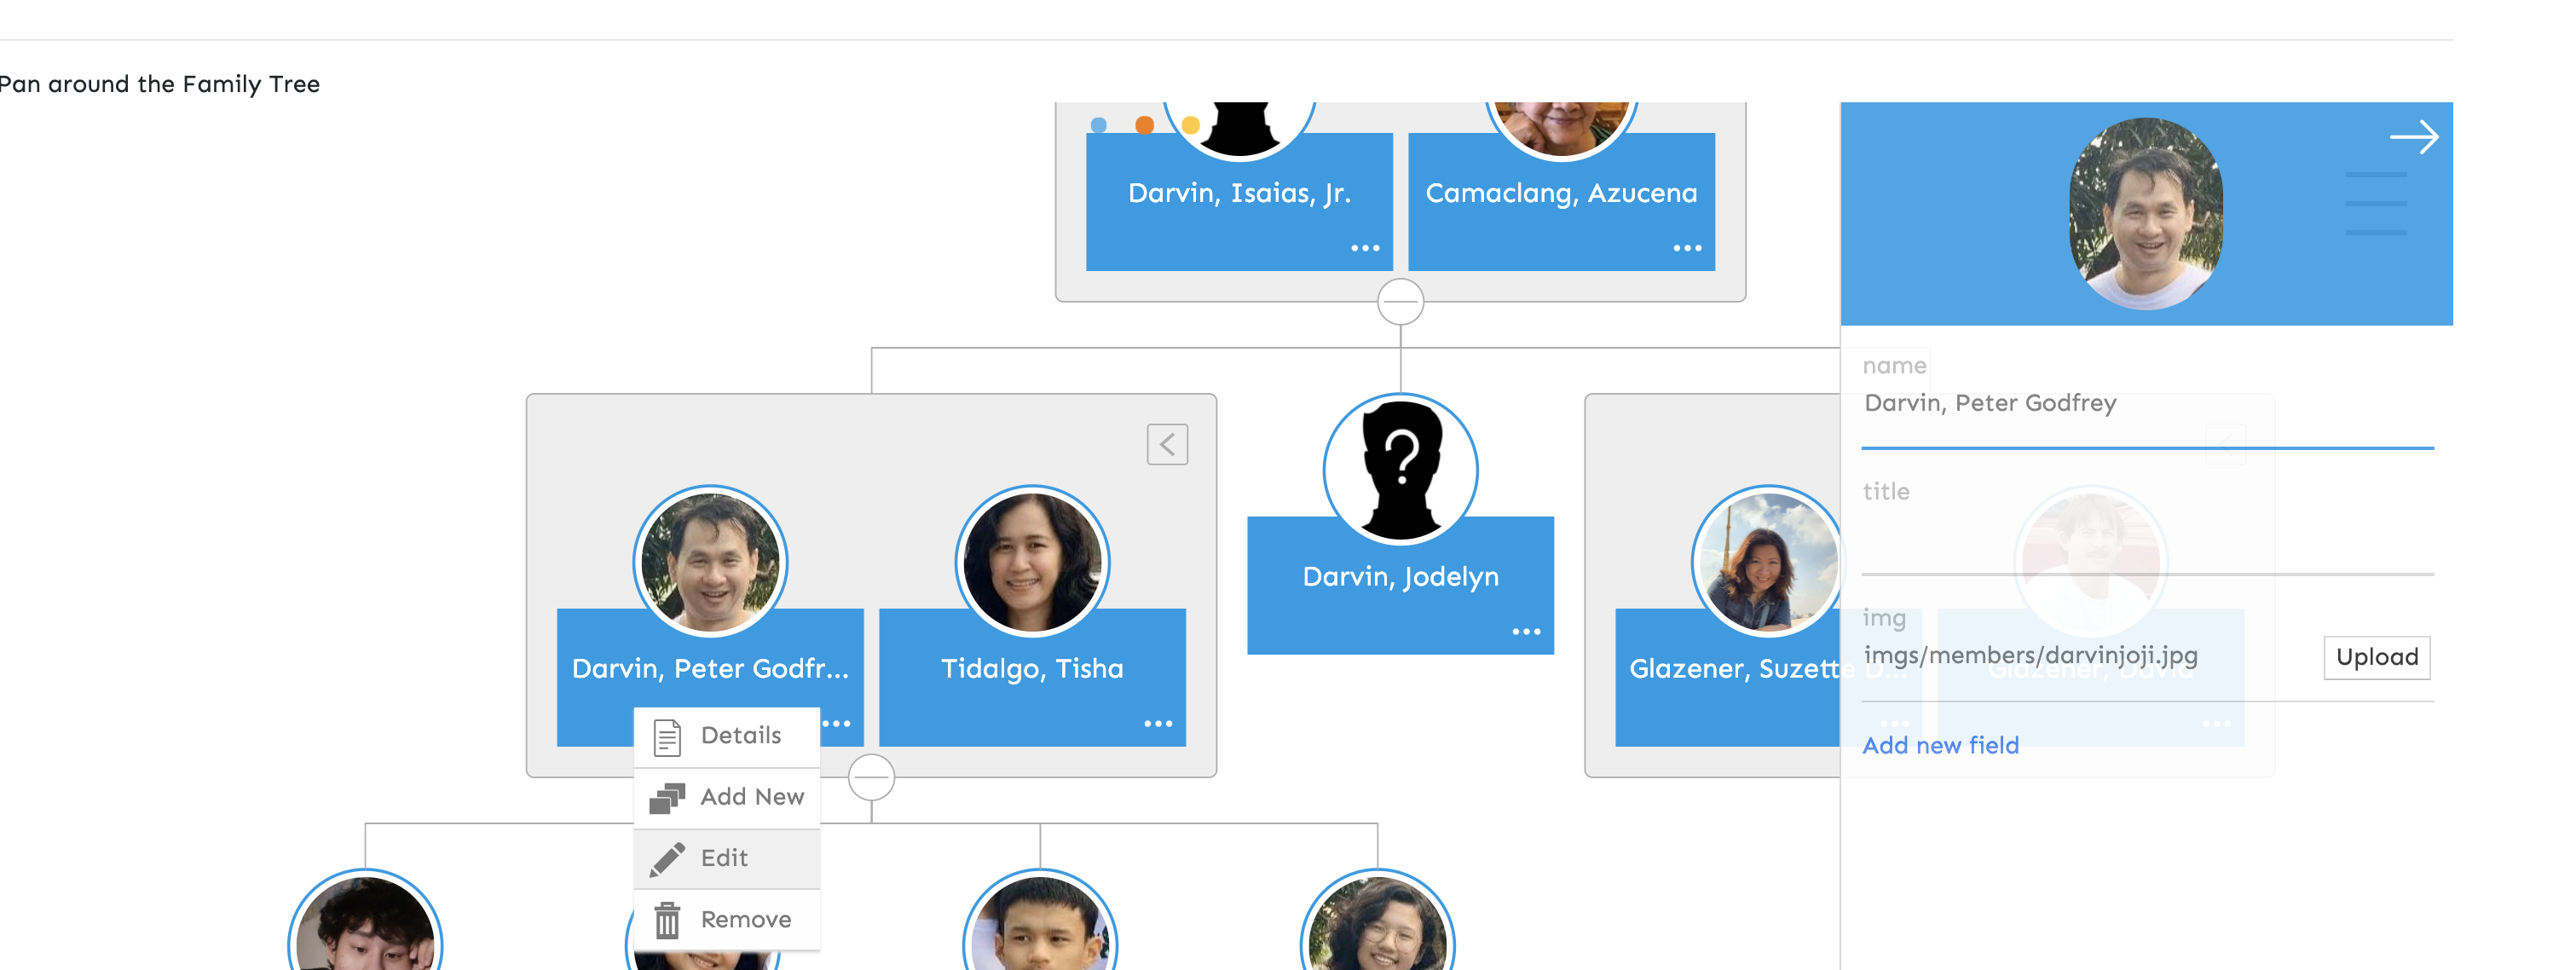 Pan around the Family Tree
Darvin, Isaias, Jr.
Camaclang, Azucena
name
Darvin, Peter Godfrey
title
img
imgs/members/darvinjoji.jpg
Upload
Add new field
Darvin, Jodelyn
Darvin, Peter Godfr...
Tidalgo, Tisha
Glazener, Suzette D...
Glazener, David
Details
Add New
Edit
Remove